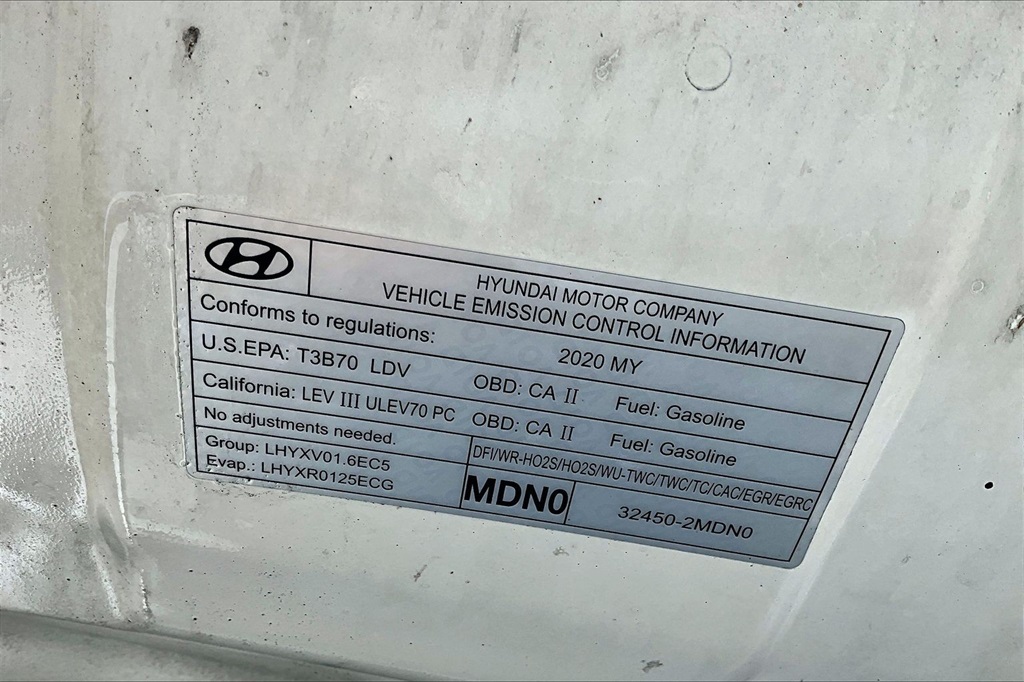 HYUNDAI MOTOR COMPANY
VEHICLE EMISSION CONTROL INFORMATION
Conforms to regulations: 2020 MY
U.S.EPA: T3B70 LDV OBD: CA II Fuel: Gasoline
California: LEV III ULEV70 PC OBD: CA II Fuel: Gasoline
No adjustments needed.
DFI/WR-HO2S/HO2S/WU-TWC/TWC/TC/CAC/EGR/EGRC
Group: LHYXV01.6EC5
Evap.: LHYXR0125ECG
MDN0
32450-2MDN0